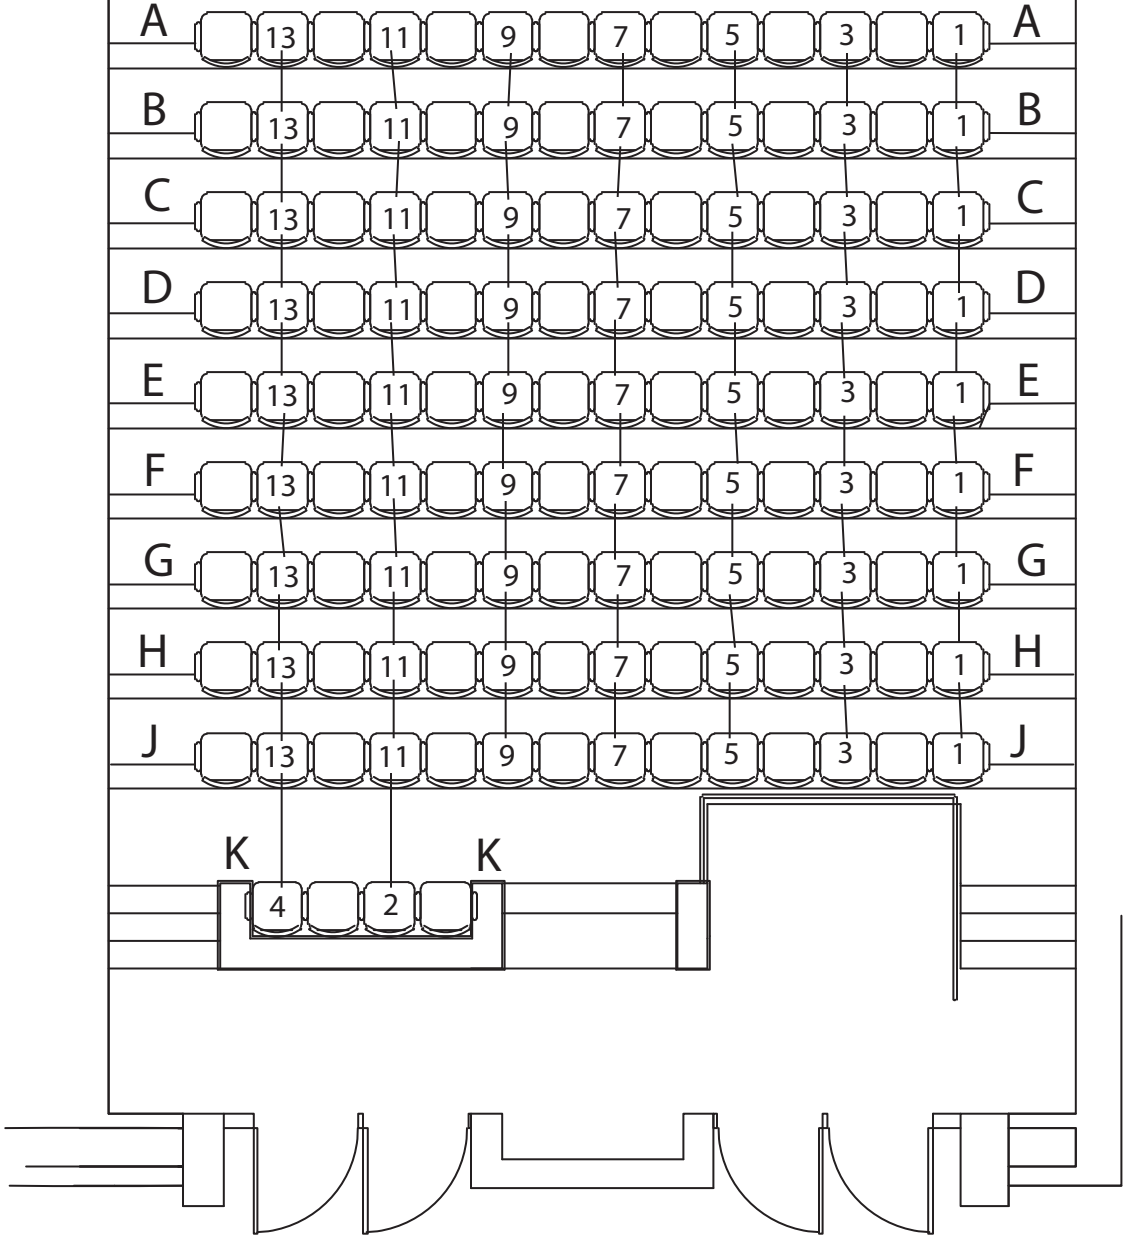 A 13 11 9 7 5 3 1 A
B 13 11 9 7 5 3 1 B
C 13 11 9 7 5 3 1 C
D 13 11 9 7 5 3 1 D
E 13 11 9 7 5 3 1 E
F 13 11 9 7 5 3 1 F
G 13 11 9 7 5 3 1 G
H 13 11 9 7 5 3 1 H
J 13 11 9 7 5 3 1 J
K K
4 2